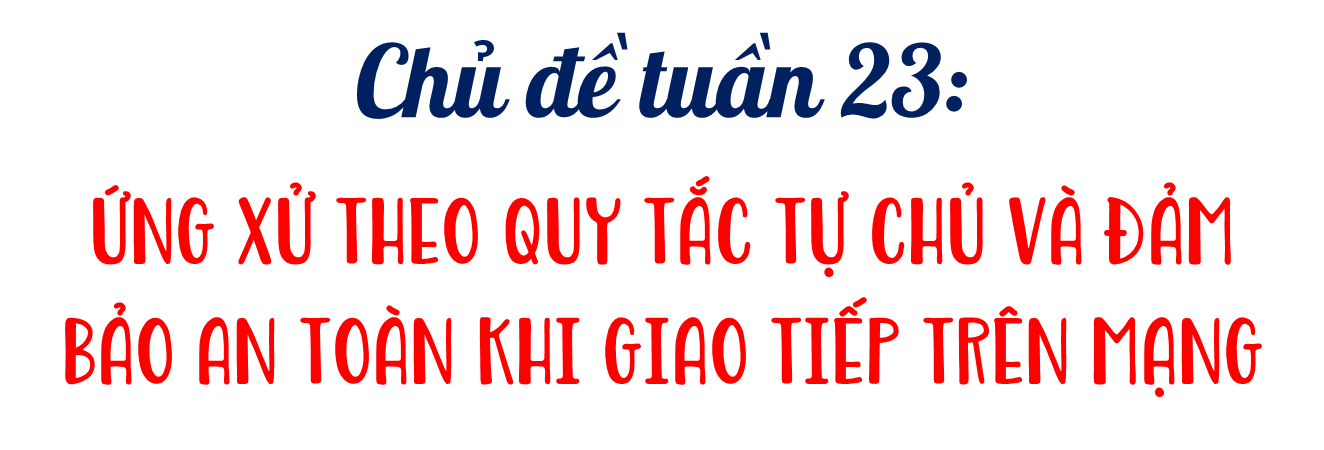 Chủ đề tuần 23:
ỨNG XỬ THEO QUY TẮC TỰ CHỦ VÀ ĐẢM
BẢO AN TOÀN KHI GIAO TIẾP TRÊN MẠNG